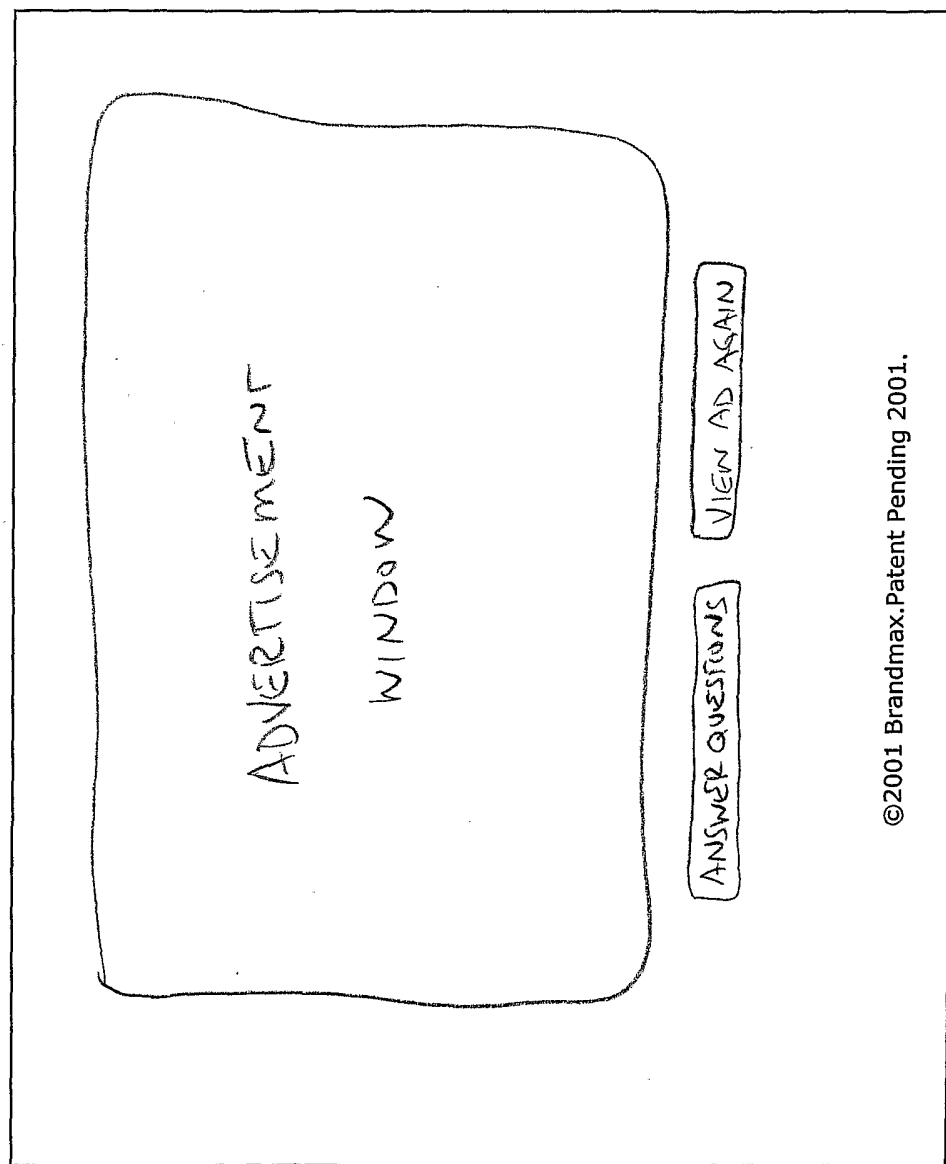 ADVERTISEMENT
WINDOW
ANSWER QUESTIONS VIEW AD AGAIN
©2001 Brandmax.Patent Pending 2001.